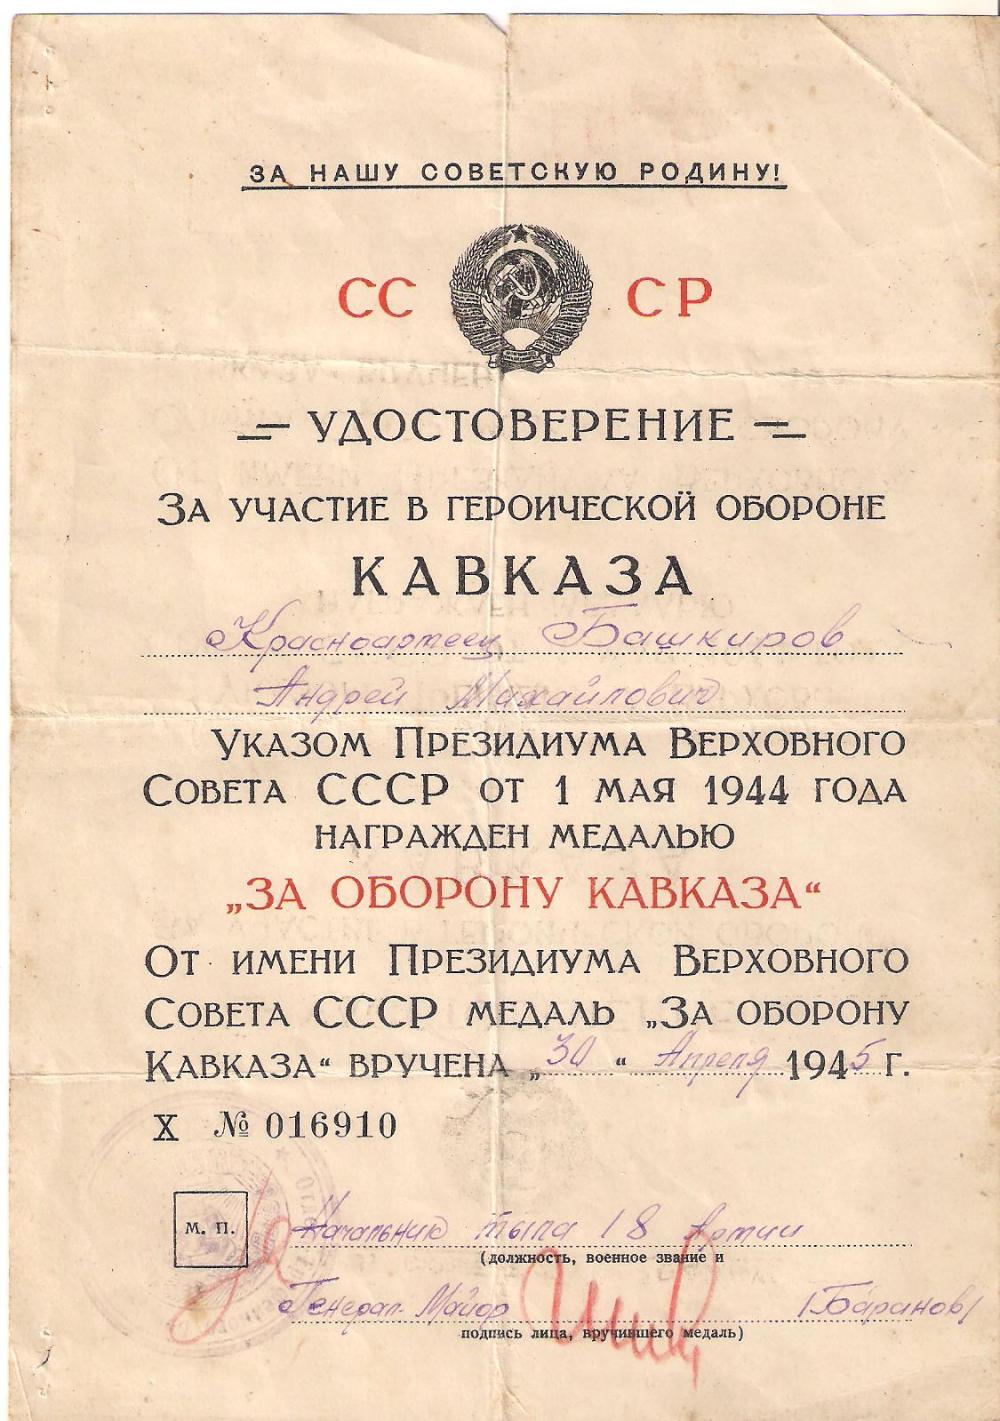 ЗА НАШУ СОВЕТСКУЮ РОДИНУ!
СС СР
УДОСТОВЕРЕНИЕ
ЗА УЧАСТИЕ В ГЕРОИЧЕСКОЙ ОБОРОНЕ
КАВКАЗА
Красноармеец Башкиров
Андрей Михайлович
УКАЗОМ ПРЕЗИДИУМА ВЕРХОВНОГО
СОВЕТА СССР ОТ 1 МАЯ 1944 ГОДА
НАГРАЖДЕН МЕДАЛЬЮ
„ЗА ОБОРОНУ КАВКАЗА“
ОТ ИМЕНИ ПРЕЗИДИУМА ВЕРХОВНОГО
СОВЕТА СССР МЕДАЛЬ „ЗА ОБОРОНУ
КАВКАЗА“ ВРУЧЕНА „30“ Апреля 1945 Г.
X № 016910
М. П.
Начальник тыла 18 Армии
(должность, военное звание и
Генерал-Майор /Баранов/
подпись лица, вручившего медаль)